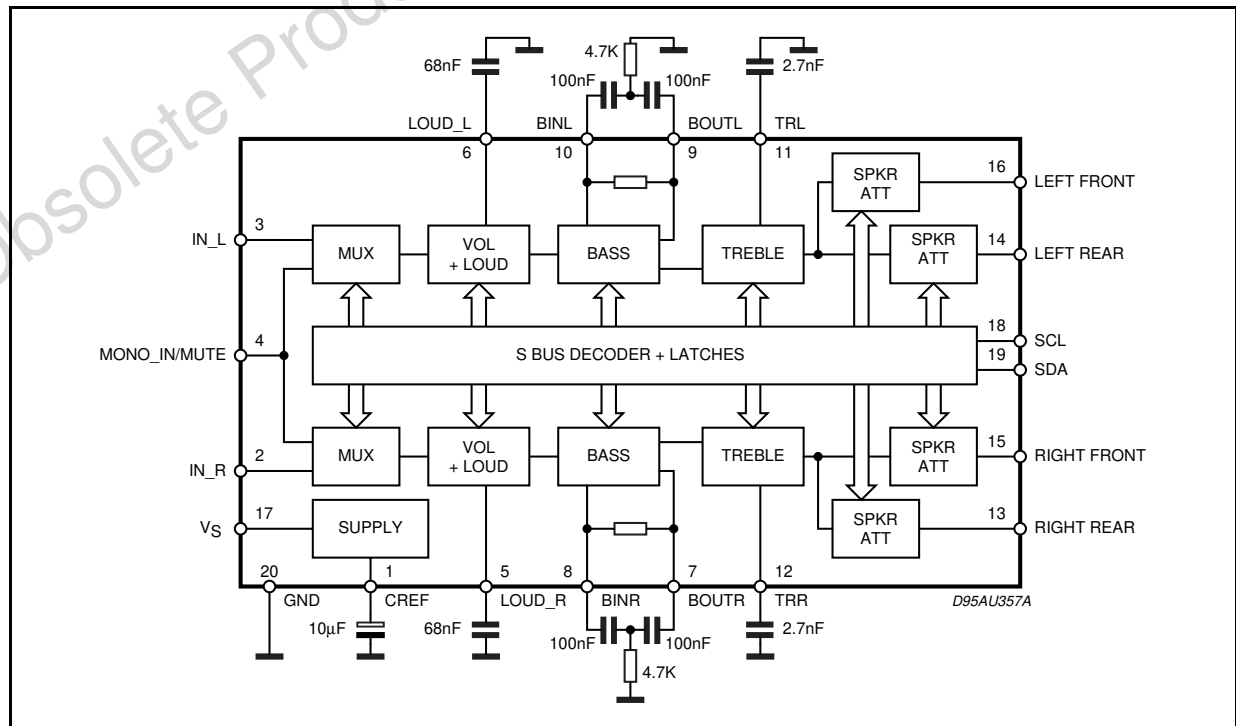 Obsolete Produ
4.7K
68nF
100nF
100nF
2.7nF
LOUD_L
BINL
BOUTL
TRL
6
10
9
11
SPKR
ATT
16
LEFT FRONT
IN_L
3
MUX
VOL
+ LOUD
BASS
TREBLE
SPKR
ATT
14
LEFT REAR
MONO_IN/MUTE
4
S BUS DECODER + LATCHES
18
SCL
19
SDA
IN_R
2
MUX
VOL
+ LOUD
BASS
TREBLE
SPKR
ATT
15
RIGHT FRONT
VS
17
SUPPLY
SPKR
ATT
13
RIGHT REAR
20
1
5
8
7
12
GND
CREF
LOUD_R
BINR
BOUTR
TRR
D95AU357A
10µF
68nF
100nF
100nF
2.7nF
4.7K